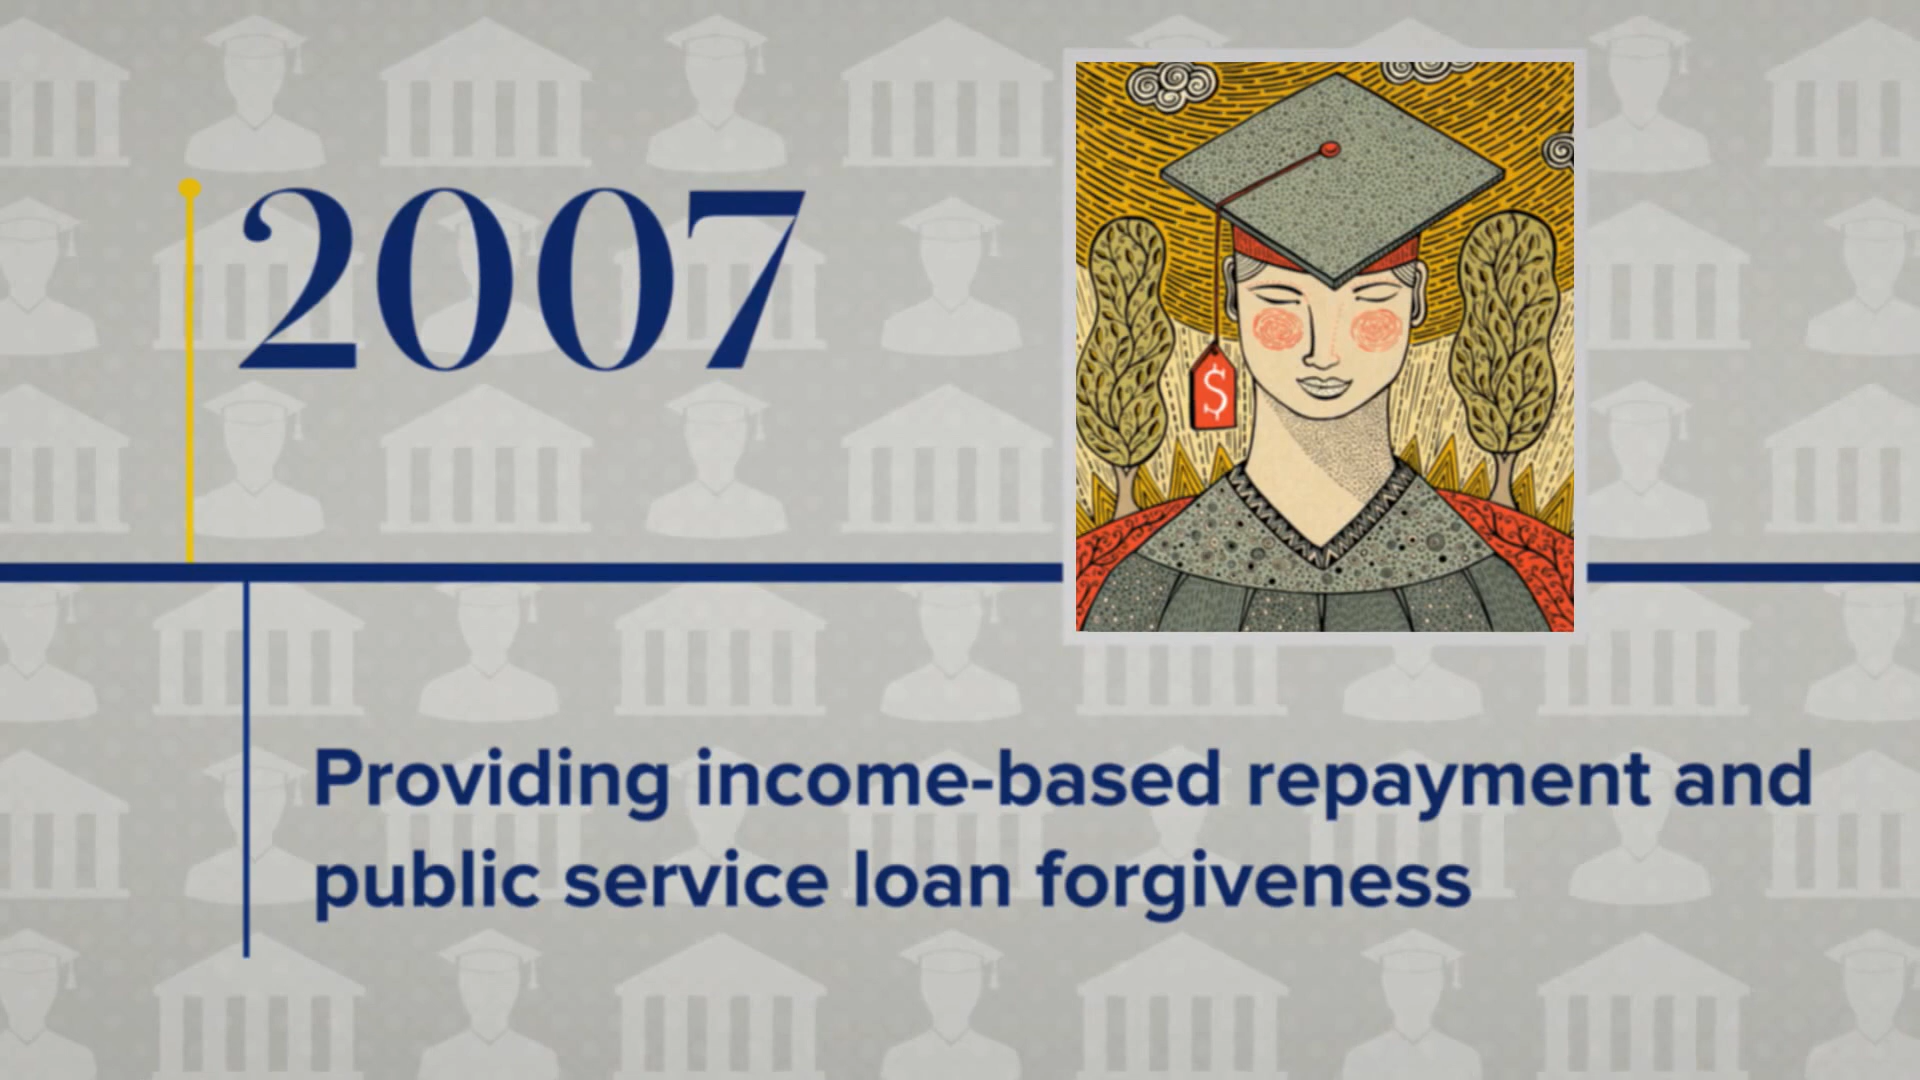 2007
$
Providing income-based repayment and
public service loan forgiveness